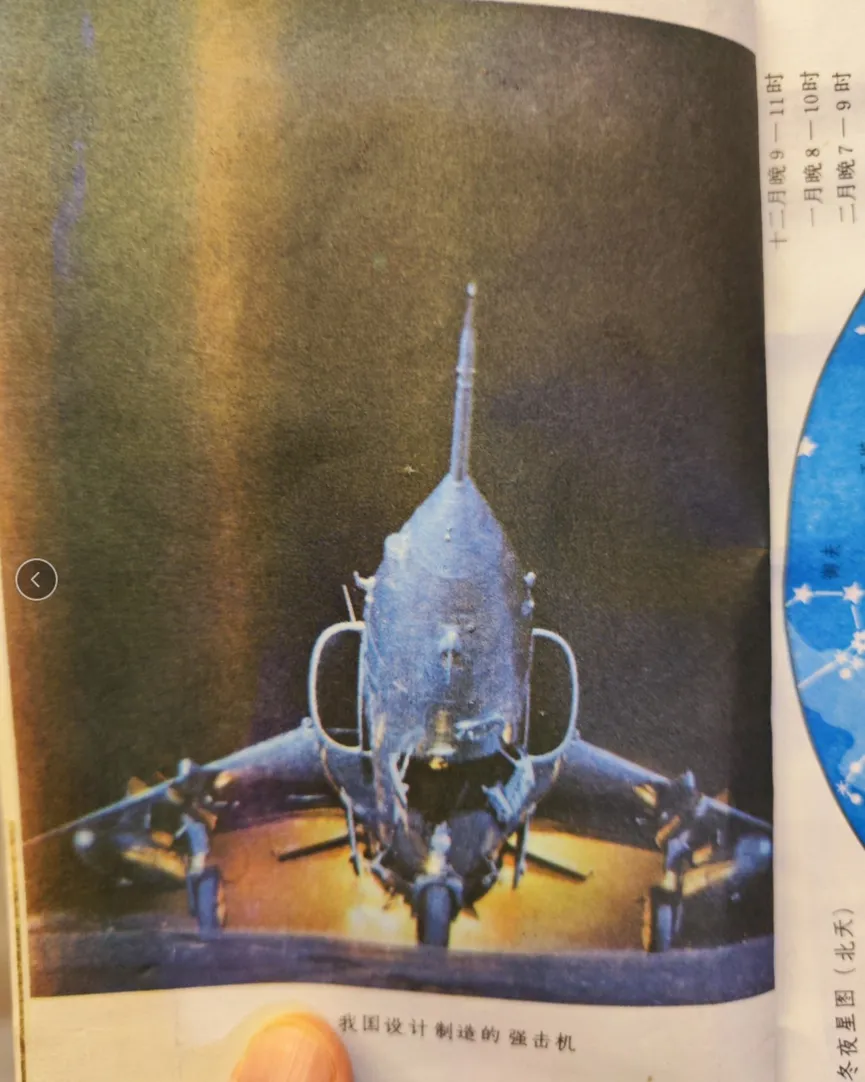 我国设计制造的强击机
十二月晚9—11时
一月晚8—10时
二月晚7—9时
御夫
冬夜星图（北天）